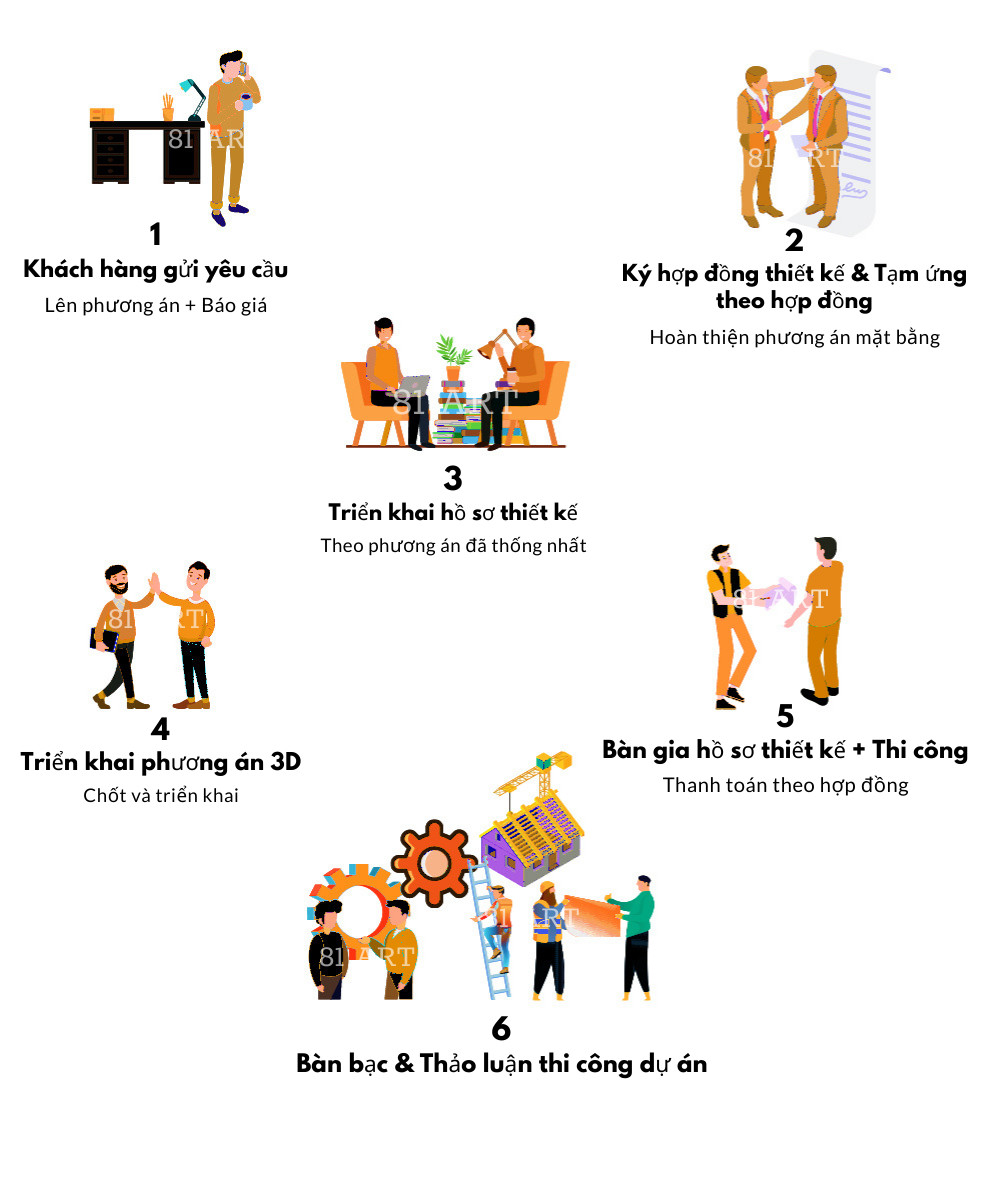 81 ART
1
Khách hàng gửi yêu cầu
Lên phương án + Báo giá
81 ART
2
Ký hợp đồng thiết kế & Tạm ứng
theo hợp đồng
Hoàn thiện phương án mặt bằng
81 ART
3
Triển khai hồ sơ thiết kế
Theo phương án đã thống nhất
81 ART
4
Triển khai phương án 3D
Chốt và triển khai
81 ART
5
Bàn gia hồ sơ thiết kế + Thi công
Thanh toán theo hợp đồng
81 ART
81 ART
6
Bàn bạc & Thảo luận thi công dự án